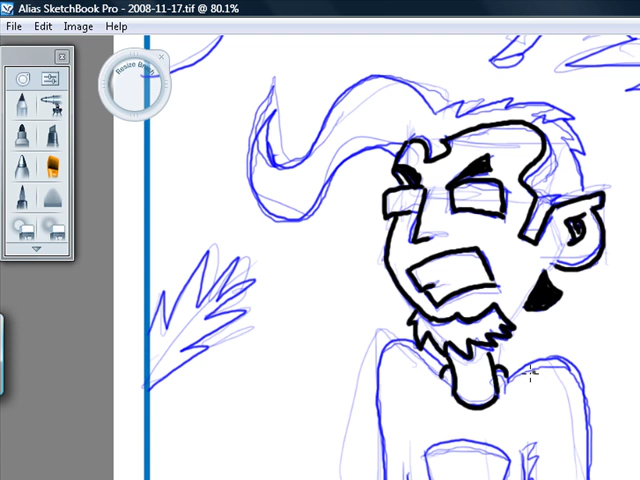 Alias SketchBook Pro - 2008-11-17.tif @ 80.1%
File Edit Image Help
Resize Brush